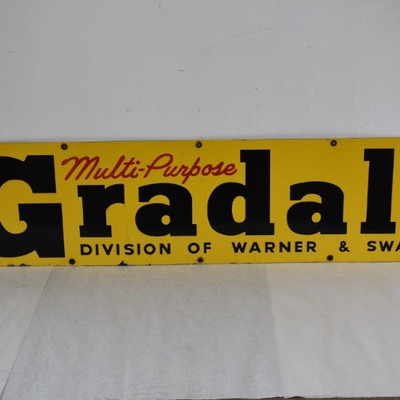 Multi-Purpose
Gradal
DIVISION OF WARNER & SWA